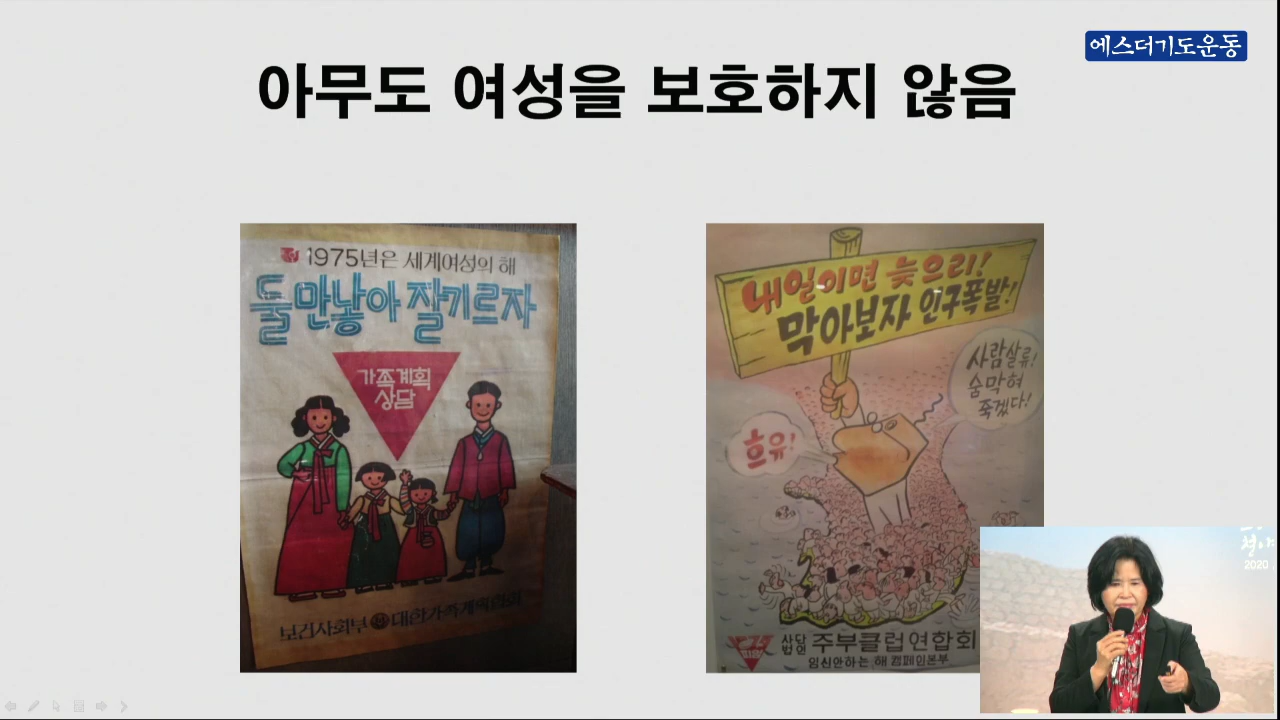 에스더기도운동
아무도 여성을 보호하지 않음
1975년은 세계여성의 해
둘만낳아 잘기르자
가족계획
상담
보건사회부 대한가족계획협회
내일이면 늦으리!
막아보자 인구폭발!
사람살류!
숨막혀
죽겠다!
흐유!
사단
법인 주부클럽연합회
임신안하는 해 캠페인본부
2020